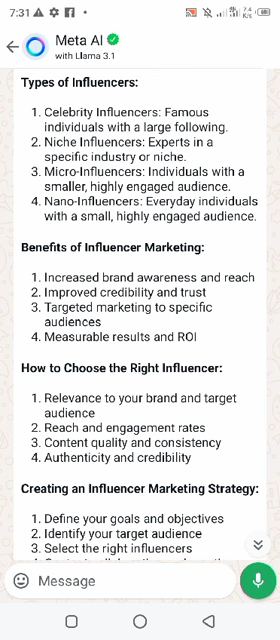 7:31
7.4 K/s
Meta AI
with Llama 3.1
Types of Influencers:
1. Celebrity Influencers: Famous
individuals with a large following.
2. Niche Influencers: Experts in a
specific industry or niche.
3. Micro-Influencers: Individuals with a
smaller, highly engaged audience.
4. Nano-Influencers: Everyday individuals
with a small, highly engaged audience.
Benefits of Influencer Marketing:
1. Increased brand awareness and reach
2. Improved credibility and trust
3. Targeted marketing to specific
audiences
4. Measurable results and ROI
How to Choose the Right Influencer:
1. Relevance to your brand and target
audience
2. Reach and engagement rates
3. Content quality and consistency
4. Authenticity and credibility
Creating an Influencer Marketing Strategy:
1. Define your goals and objectives
2. Identify your target audience
3. Select the right influencers
Message